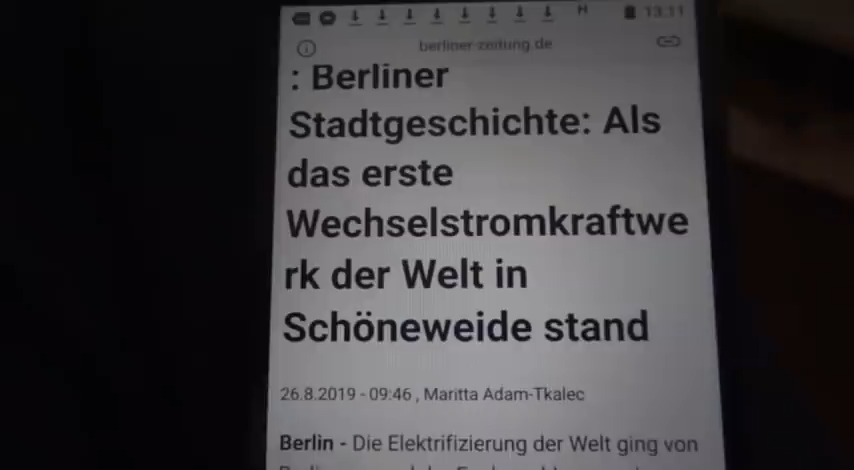 H 13.11
berliner-zeitung.de
: Berliner
Stadtgeschichte: Als
das erste
Wechselstromkraftwe
rk der Welt in
Schöneweide stand
26.8.2019 - 09:46 , Maritta Adam-Tkalec
Berlin - Die Elektrifizierung der Welt ging von